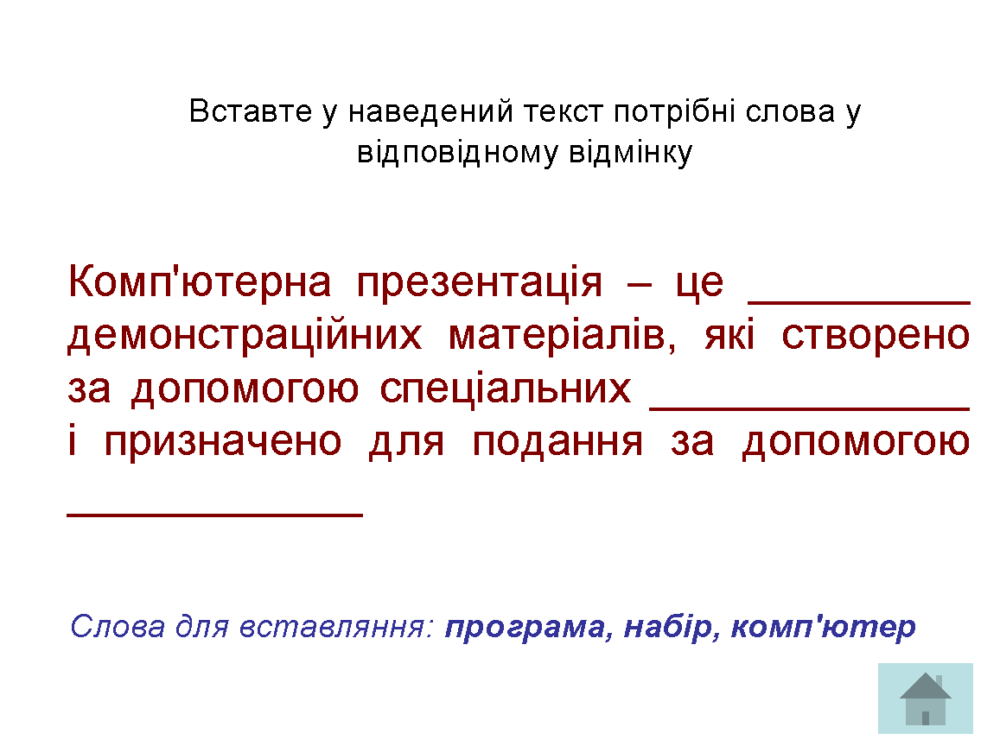 Вставте у наведений текст потрібні слова у
відповідному відмінку
Комп'ютерна презентація – це _________
демонстраційних матеріалів, які створено
за допомогою спеціальних _____________
і призначено для подання за допомогою
____________
Слова для вставляння: програма, набір, комп'ютер